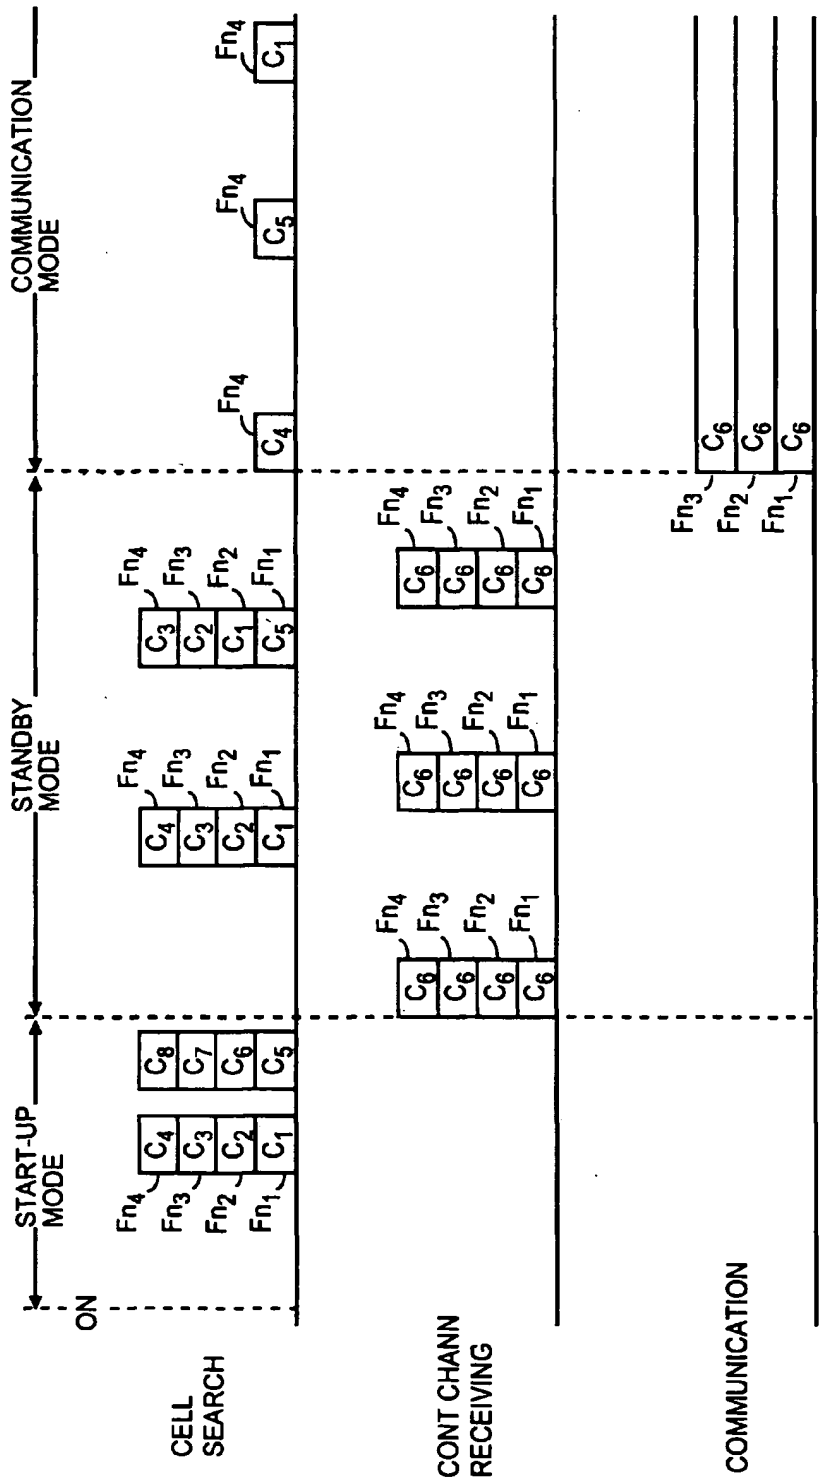 ON
START-UP
MODE
STANDBY
MODE
COMMUNICATION
MODE
CELL
SEARCH
Fn4
Fn3
Fn2
Fn1
C4
C3
C2
C1
C8
C7
C6
C5
C4
C3
C2
C1
Fn4
Fn3
Fn2
Fn1
C3
C2
C1
C5
Fn4
Fn3
Fn2
Fn1
C4
Fn4
C5
Fn4
C1
Fn4
CONT CHANN
RECEIVING
C6
C6
C6
C6
Fn4
Fn3
Fn2
Fn1
C6
C6
C6
C6
Fn4
Fn3
Fn2
Fn1
C6
C6
C6
C6
Fn4
Fn3
Fn2
Fn1
COMMUNICATION
Fn3
Fn2
Fn1
C6
C6
C6